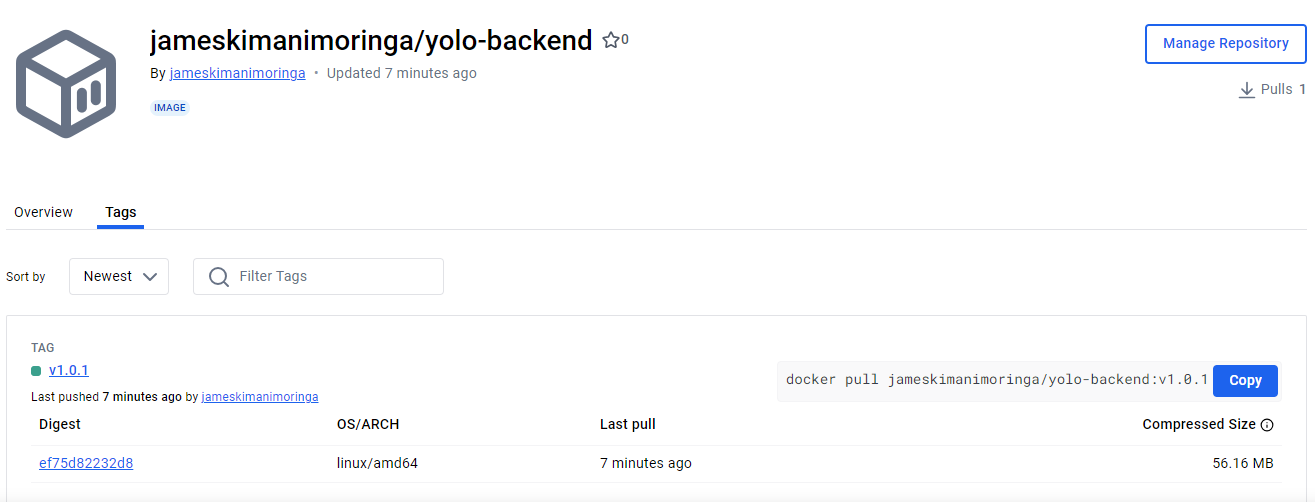 jameskimanimoringa/yolo-backend 0
Manage Repository
By jameskimanimoringa • Updated 7 minutes ago
Pulls 1
IMAGE
Overview Tags
Sort by Newest Filter Tags
TAG
v1.0.1
docker pull jameskimanimoringa/yolo-backend:v1.0.1 Copy
Last pushed 7 minutes ago by jameskimanimoringa
Digest OS/ARCH Last pull Compressed Size
ef75d82232d8 linux/amd64 7 minutes ago 56.16 MB